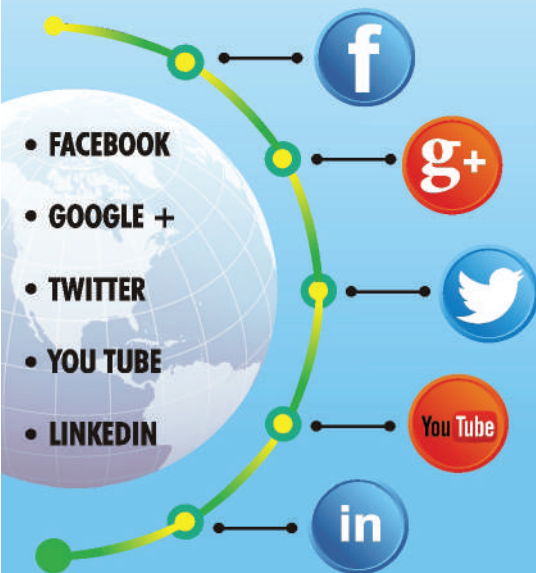 f
• FACEBOOK
g+
• GOOGLE +
• TWITTER
• YOU TUBE
You Tube
• LINKEDIN
in